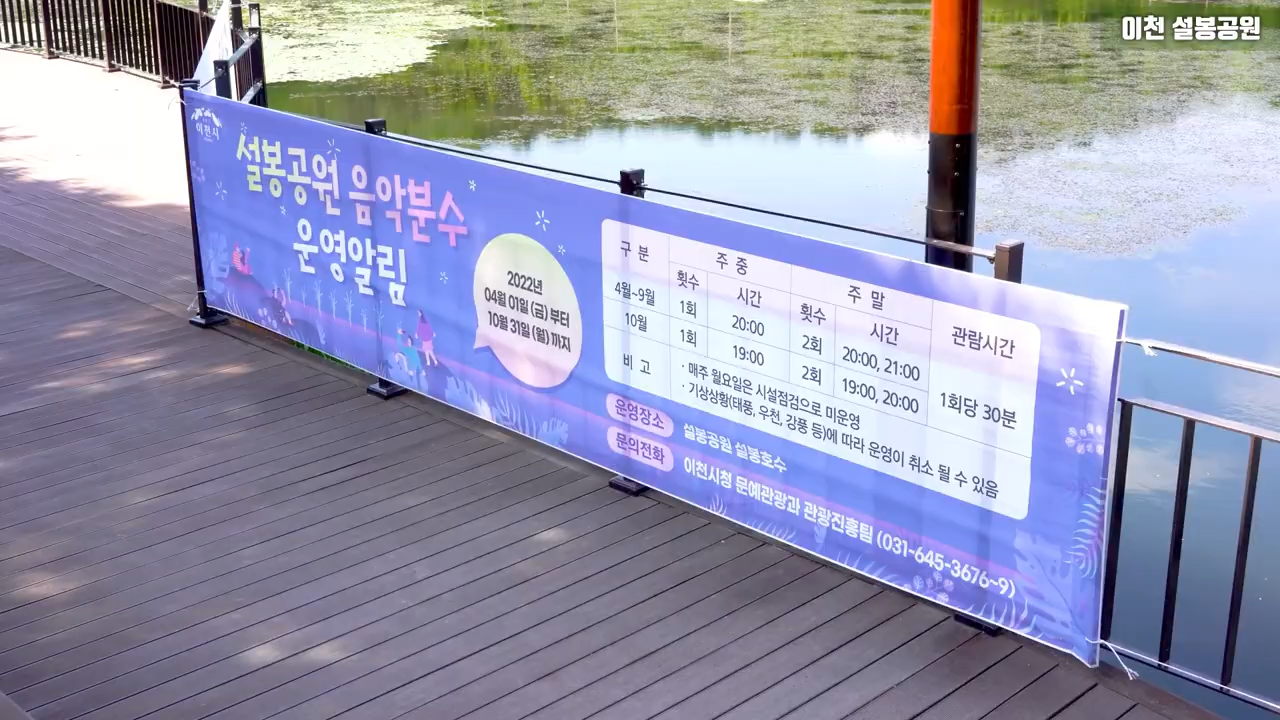 이천 설봉공원
이천시
설봉공원 음악분수
운영알림
2022년
04월 01일 (금) 부터
10월 31일 (월) 까지
구 분 주 중 주 말 관람시간
횟수 시간 횟수 시간
4월~9월 1회 20:00 2회 20:00, 21:00 1회당 30분
10월 1회 19:00 2회 19:00, 20:00
비 고 · 매주 월요일은 시설점검으로 미운영
· 기상상황(태풍, 우천, 강풍 등)에 따라 운영이 취소 될 수 있음
운영장소 설봉공원 설봉호수
문의전화 이천시청 문예관광과 관광진흥팀 (031-645-3676~9)